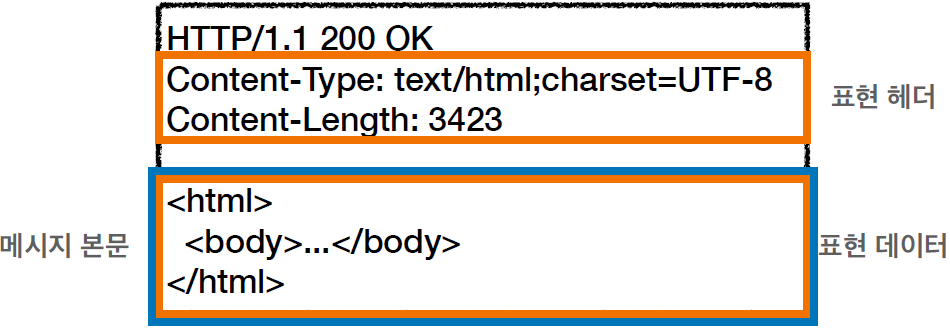 HTTP/1.1 200 OK
Content-Type: text/html;charset=UTF-8
Content-Length: 3423
표현 헤더
<html>
<body>...</body>
</html>
메시지 본문
표현 데이터